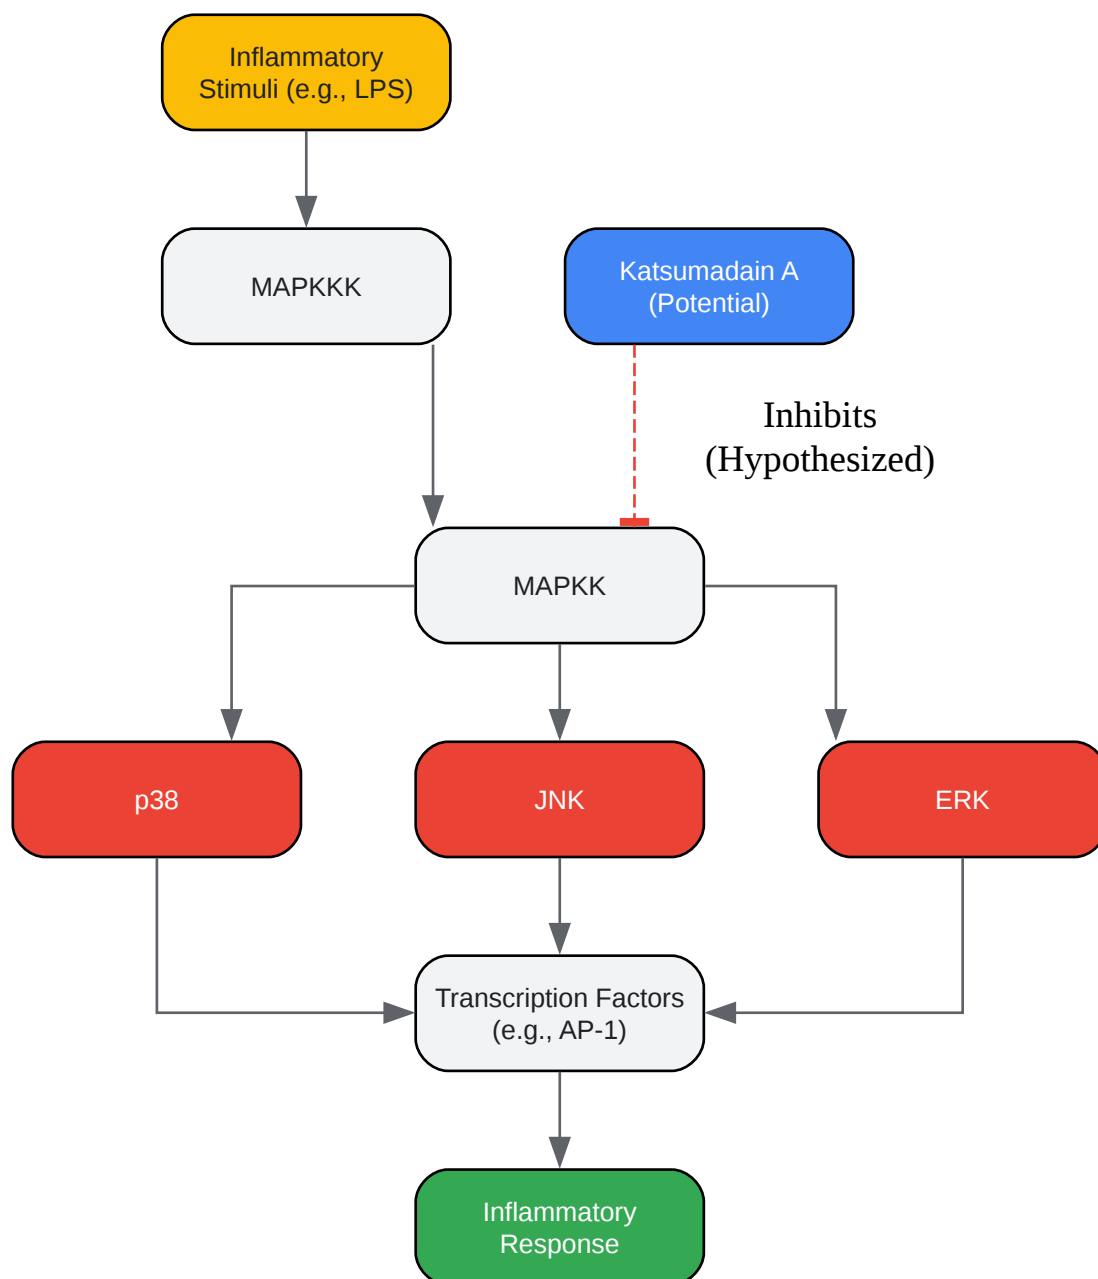 Inflammatory
Stimuli (e.g., LPS)
MAPKKK
Katsumadain A
(Potential)
Inhibits
(Hypothesized)
MAPKK
p38
JNK
ERK
Transcription Factors
(e.g., AP-1)
Inflammatory
Response